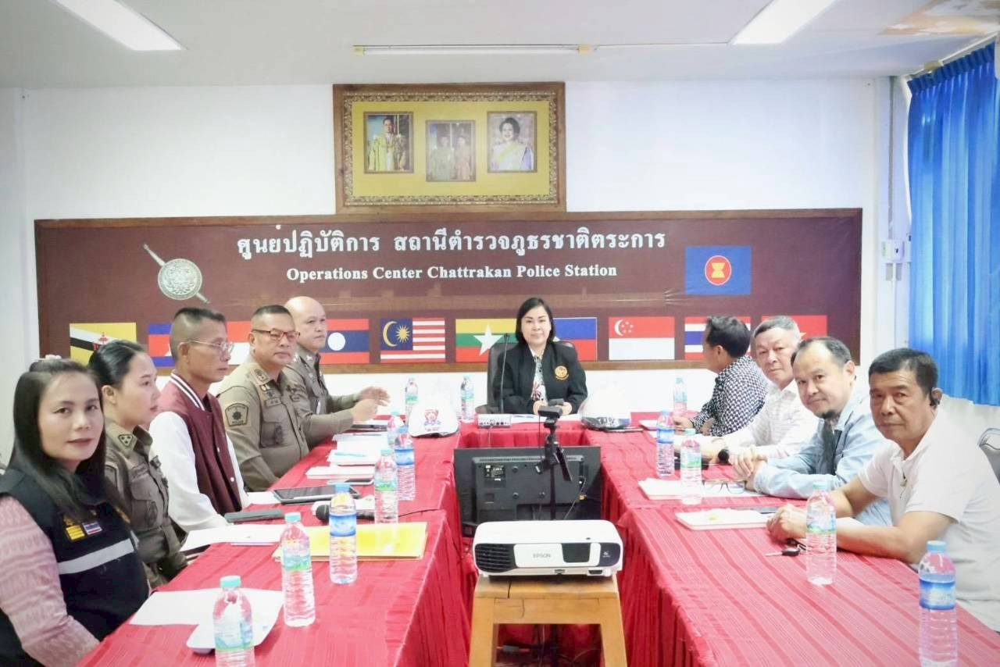 ศูนย์ปฏิบัติการ สถานีตำรวจภูธรชาติตระการ
Operations Center Chattrakan Police Station
EPSON